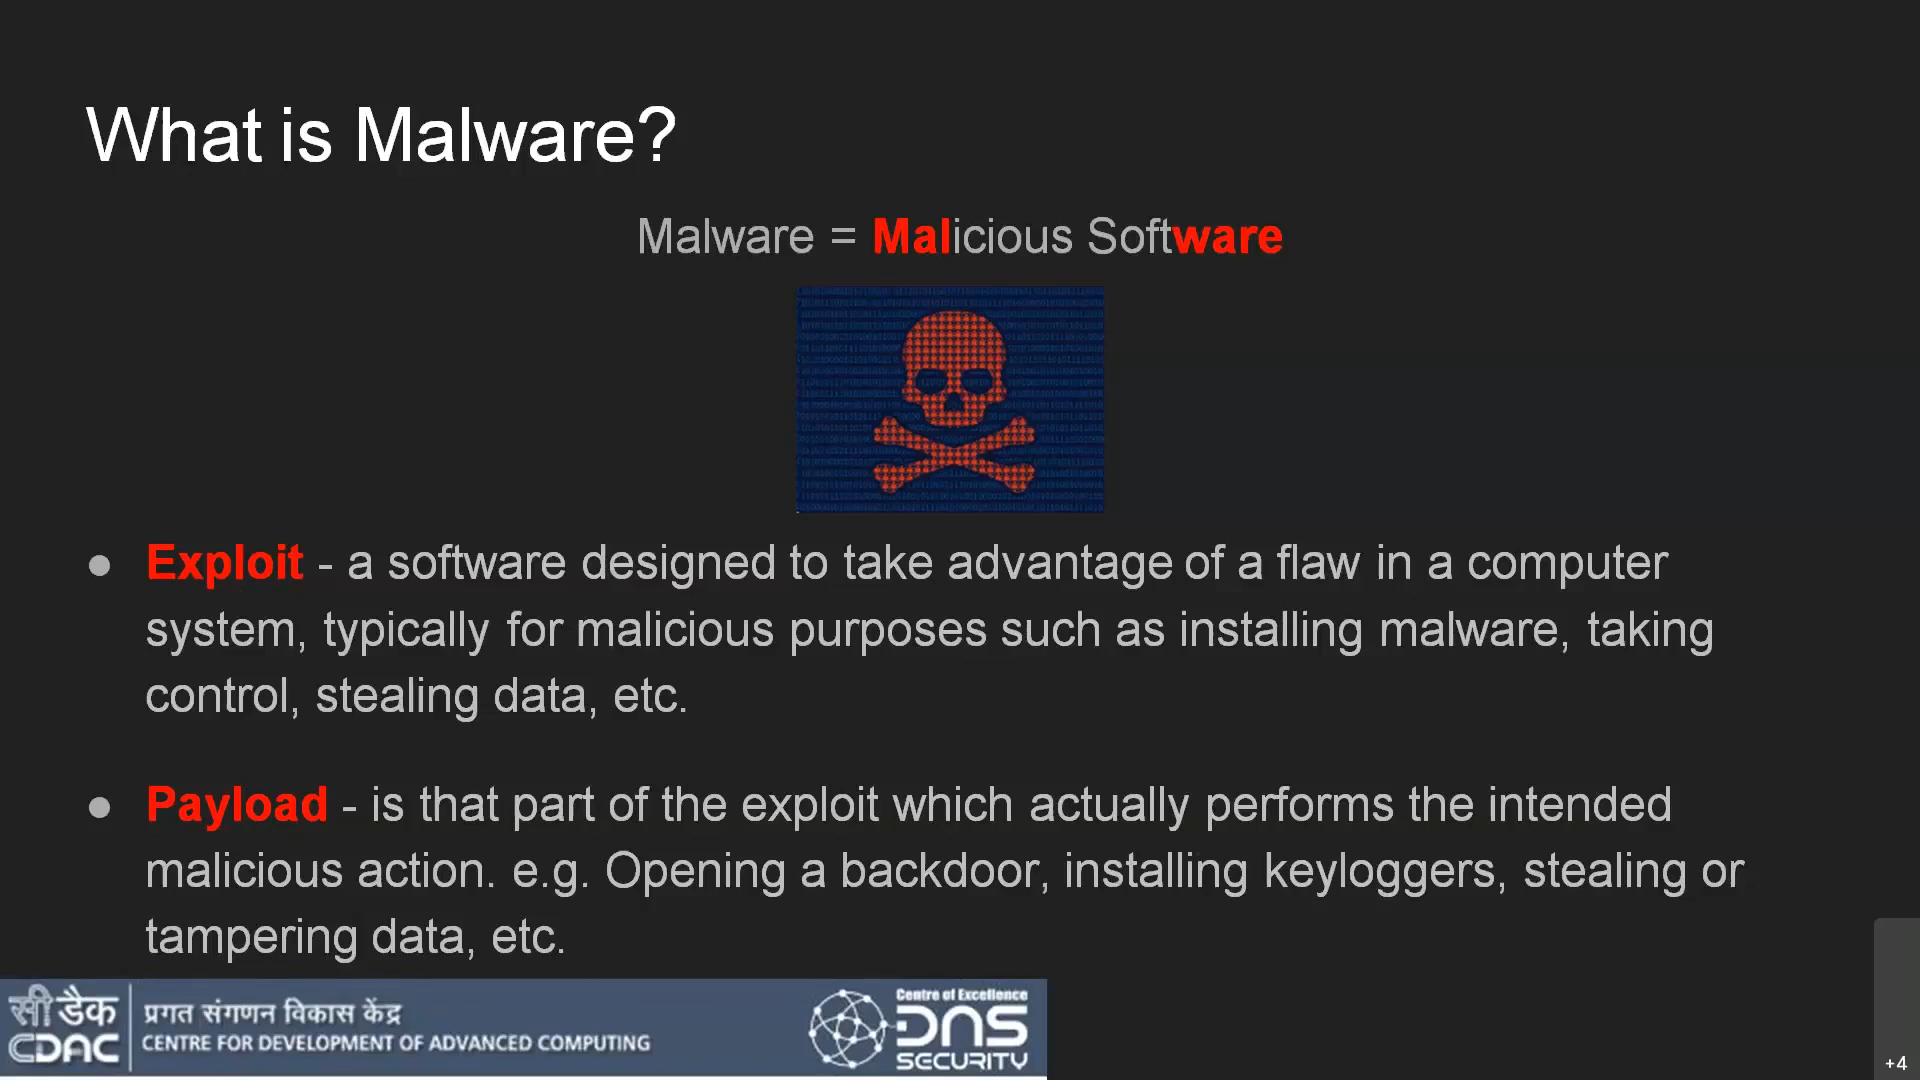 What is Malware?
Malware = Malicious Software
● Exploit - a software designed to take advantage of a flaw in a computer
system, typically for malicious purposes such as installing malware, taking
control, stealing data, etc.
● Payload - is that part of the exploit which actually performs the intended
malicious action. e.g. Opening a backdoor, installing keyloggers, stealing or
tampering data, etc.
सी डैक
CDAC
प्रगत संगणन विकास केंद्र
CENTRE FOR DEVELOPMENT OF ADVANCED COMPUTING
Centre of Excellence
DNS
SECURITY
+4